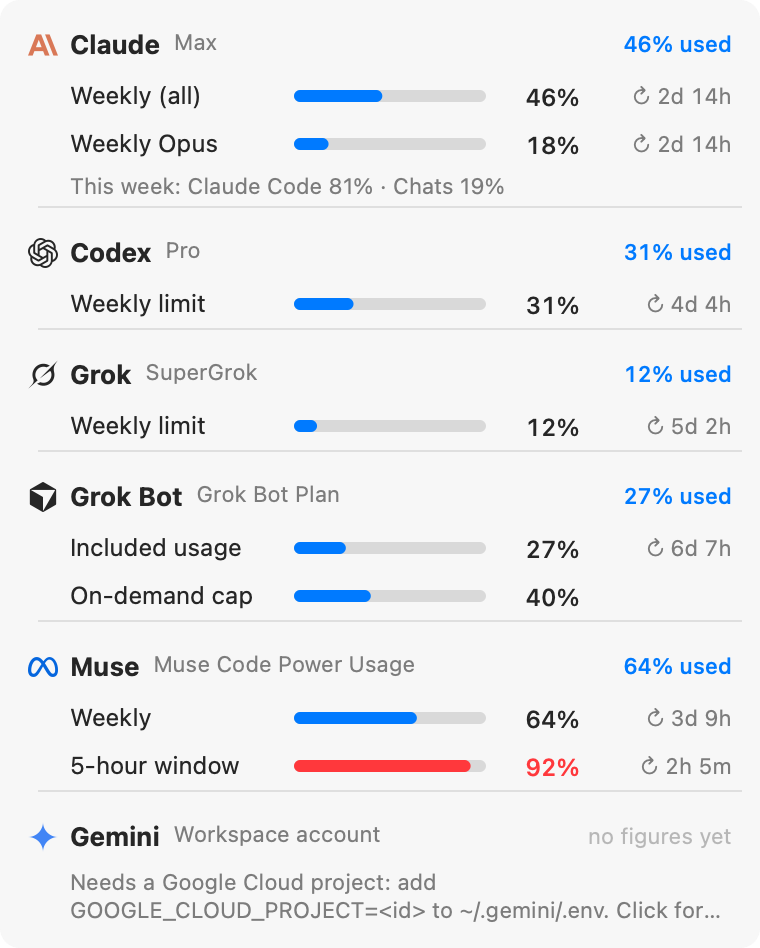 Claude Max 46% used
Weekly (all) 46% 2d 14h
Weekly Opus 18% 2d 14h
This week: Claude Code 81% · Chats 19%
Codex Pro 31% used
Weekly limit 31% 4d 4h
Grok SuperGrok 12% used
Weekly limit 12% 5d 2h
Grok Bot Grok Bot Plan 27% used
Included usage 27% 6d 7h
On-demand cap 40%
Muse Muse Code Power Usage 64% used
Weekly 64% 3d 9h
5-hour window 92% 2h 5m
Gemini Workspace account no figures yet
Needs a Google Cloud project: add
GOOGLE_CLOUD_PROJECT=<id> to ~/.gemini/.env. Click for...